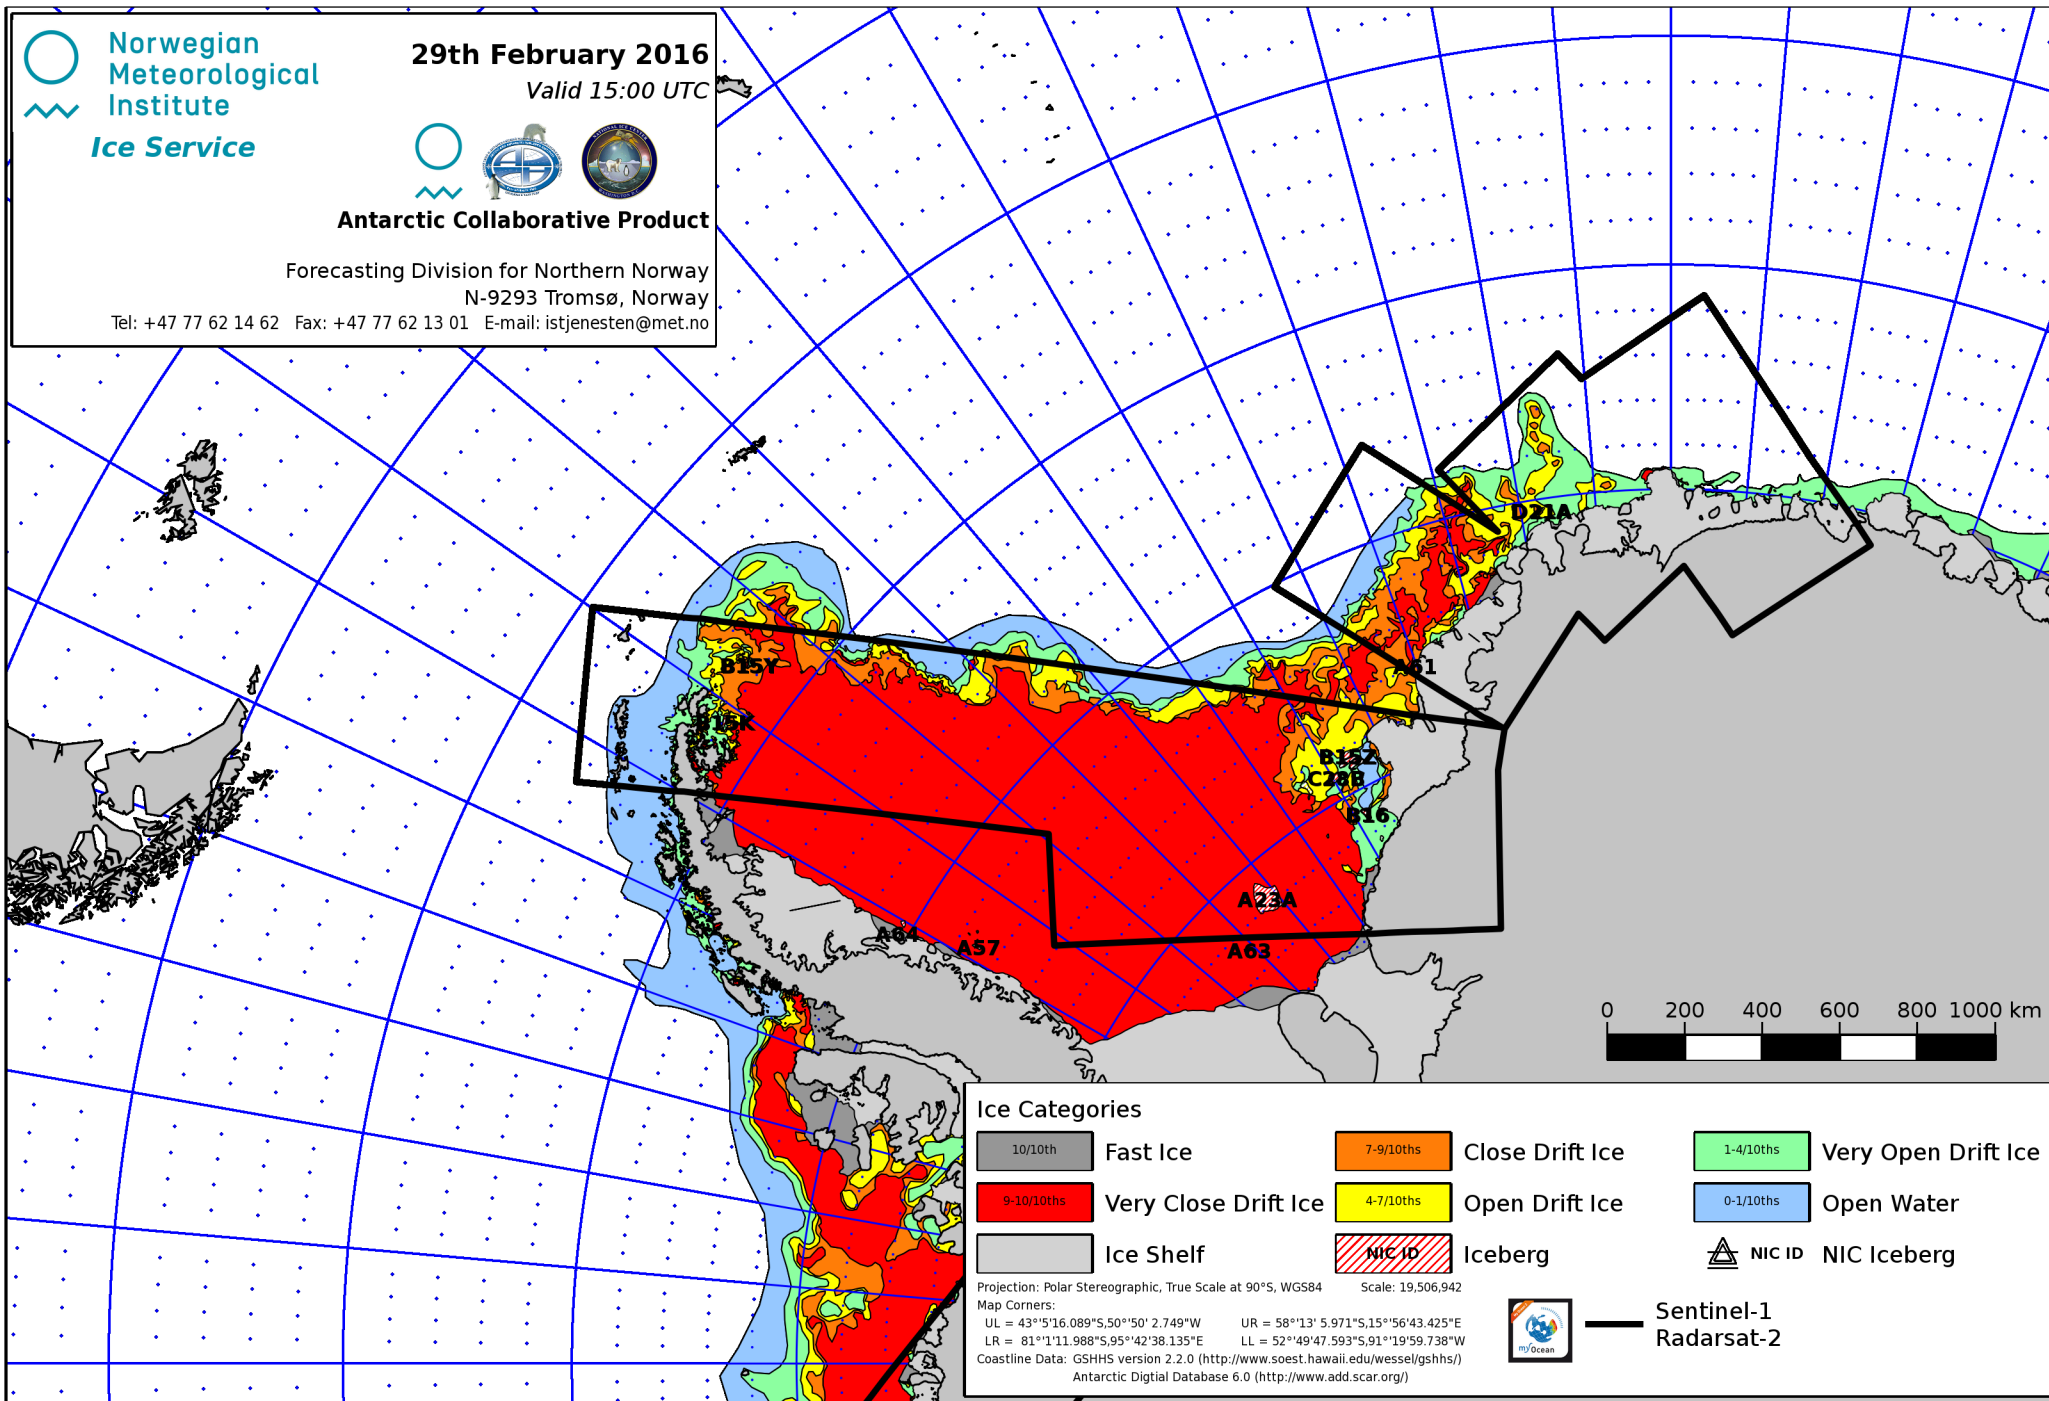 Norwegian
Meteorological
Institute
Ice Service
29th February 2016
Valid 15:00 UTC
Antarctic Collaborative Product
Forecasting Division for Northern Norway
N-9293 Tromsø, Norway
Tel: +47 77 62 14 62 Fax: +47 77 62 13 01 E-mail: istjenesten@met.no
D21A
B15Y
A61
B15K
B15Z
C28B
B16
A23A
A64
A57
A63
0 200 400 600 800 1000 km
Ice Categories
10/10th Fast Ice
7-9/10ths Close Drift Ice
1-4/10ths Very Open Drift Ice
9-10/10ths Very Close Drift Ice
4-7/10ths Open Drift Ice
0-1/10ths Open Water
Ice Shelf
NIC ID Iceberg
NIC ID NIC Iceberg
Projection: Polar Stereographic, True Scale at 90°S, WGS84 Scale: 19,506,942
Map Corners:
UL = 43°'5'16.089"S,50°'50' 2.749"W UR = 58°'13' 5.971"S,15°'56'43.425"E
LR = 81°'1'11.988"S,95°'42'38.135"E LL = 52°'49'47.593"S,91°'19'59.738"W
Coastline Data: GSHHS version 2.2.0 (http://www.soest.hawaii.edu/wessel/gshhs/)
Antarctic Digtial Database 6.0 (http://www.add.scar.org/)
my Ocean
Sentinel-1
Radarsat-2